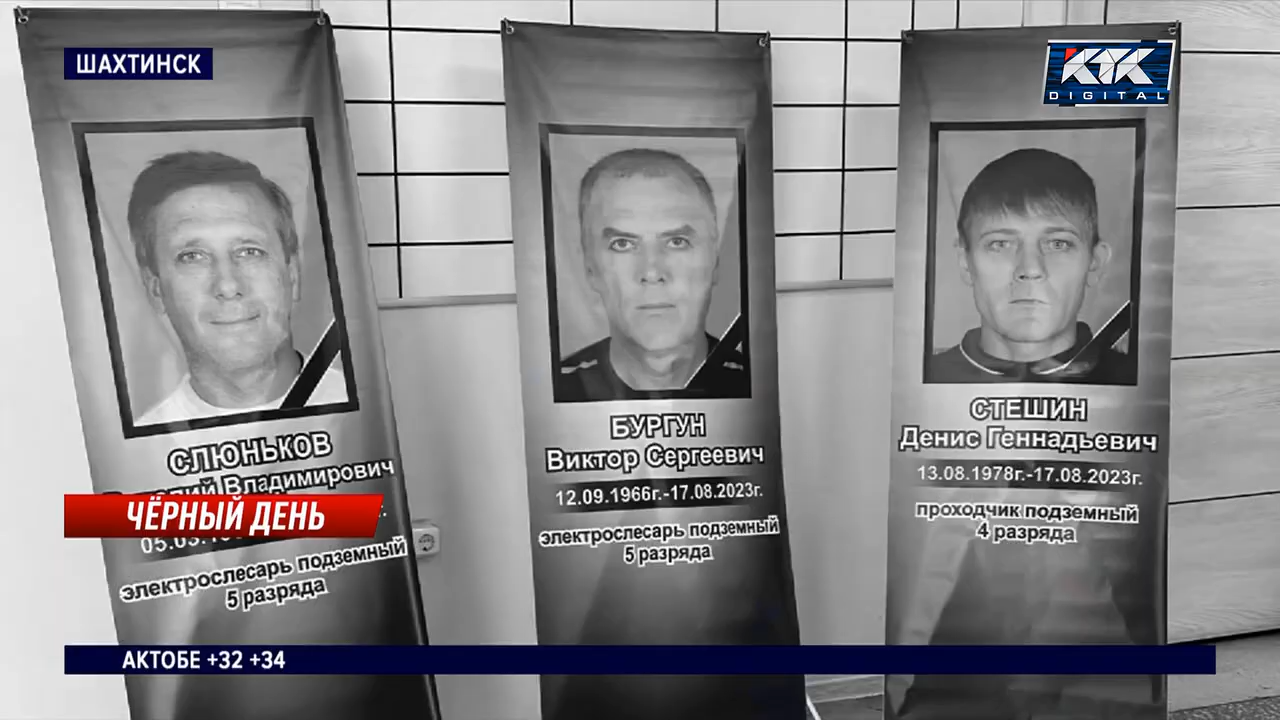 ШАХТИНСК
КТК
DIGITAL
СЛЮНЬКОВ
Владимирович
электрослесарь подземный
5 разряда
БУРГУН
Виктор Сергеевич
12.09.1966г.-17.08.2023г.
электрослесарь подземный
5 разряда
СТЕШИН
Денис Геннадьевич
13.08.1978г.-17.08.2023г.
проходчик подземный
4 разряда
ЧЁРНЫЙ ДЕНЬ
АКТОБЕ +32 +34